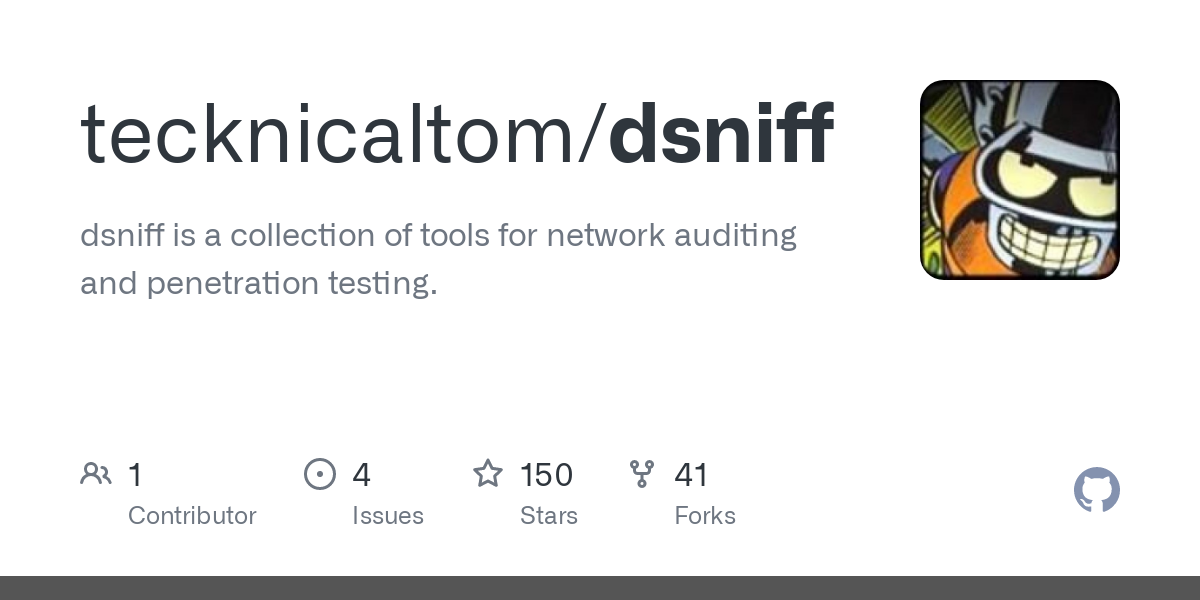 tecknicaltom/dsniff
dsniff is a collection of tools for network auditing
and penetration testing.
1
Contributor
4
Issues
150
Stars
41
Forks